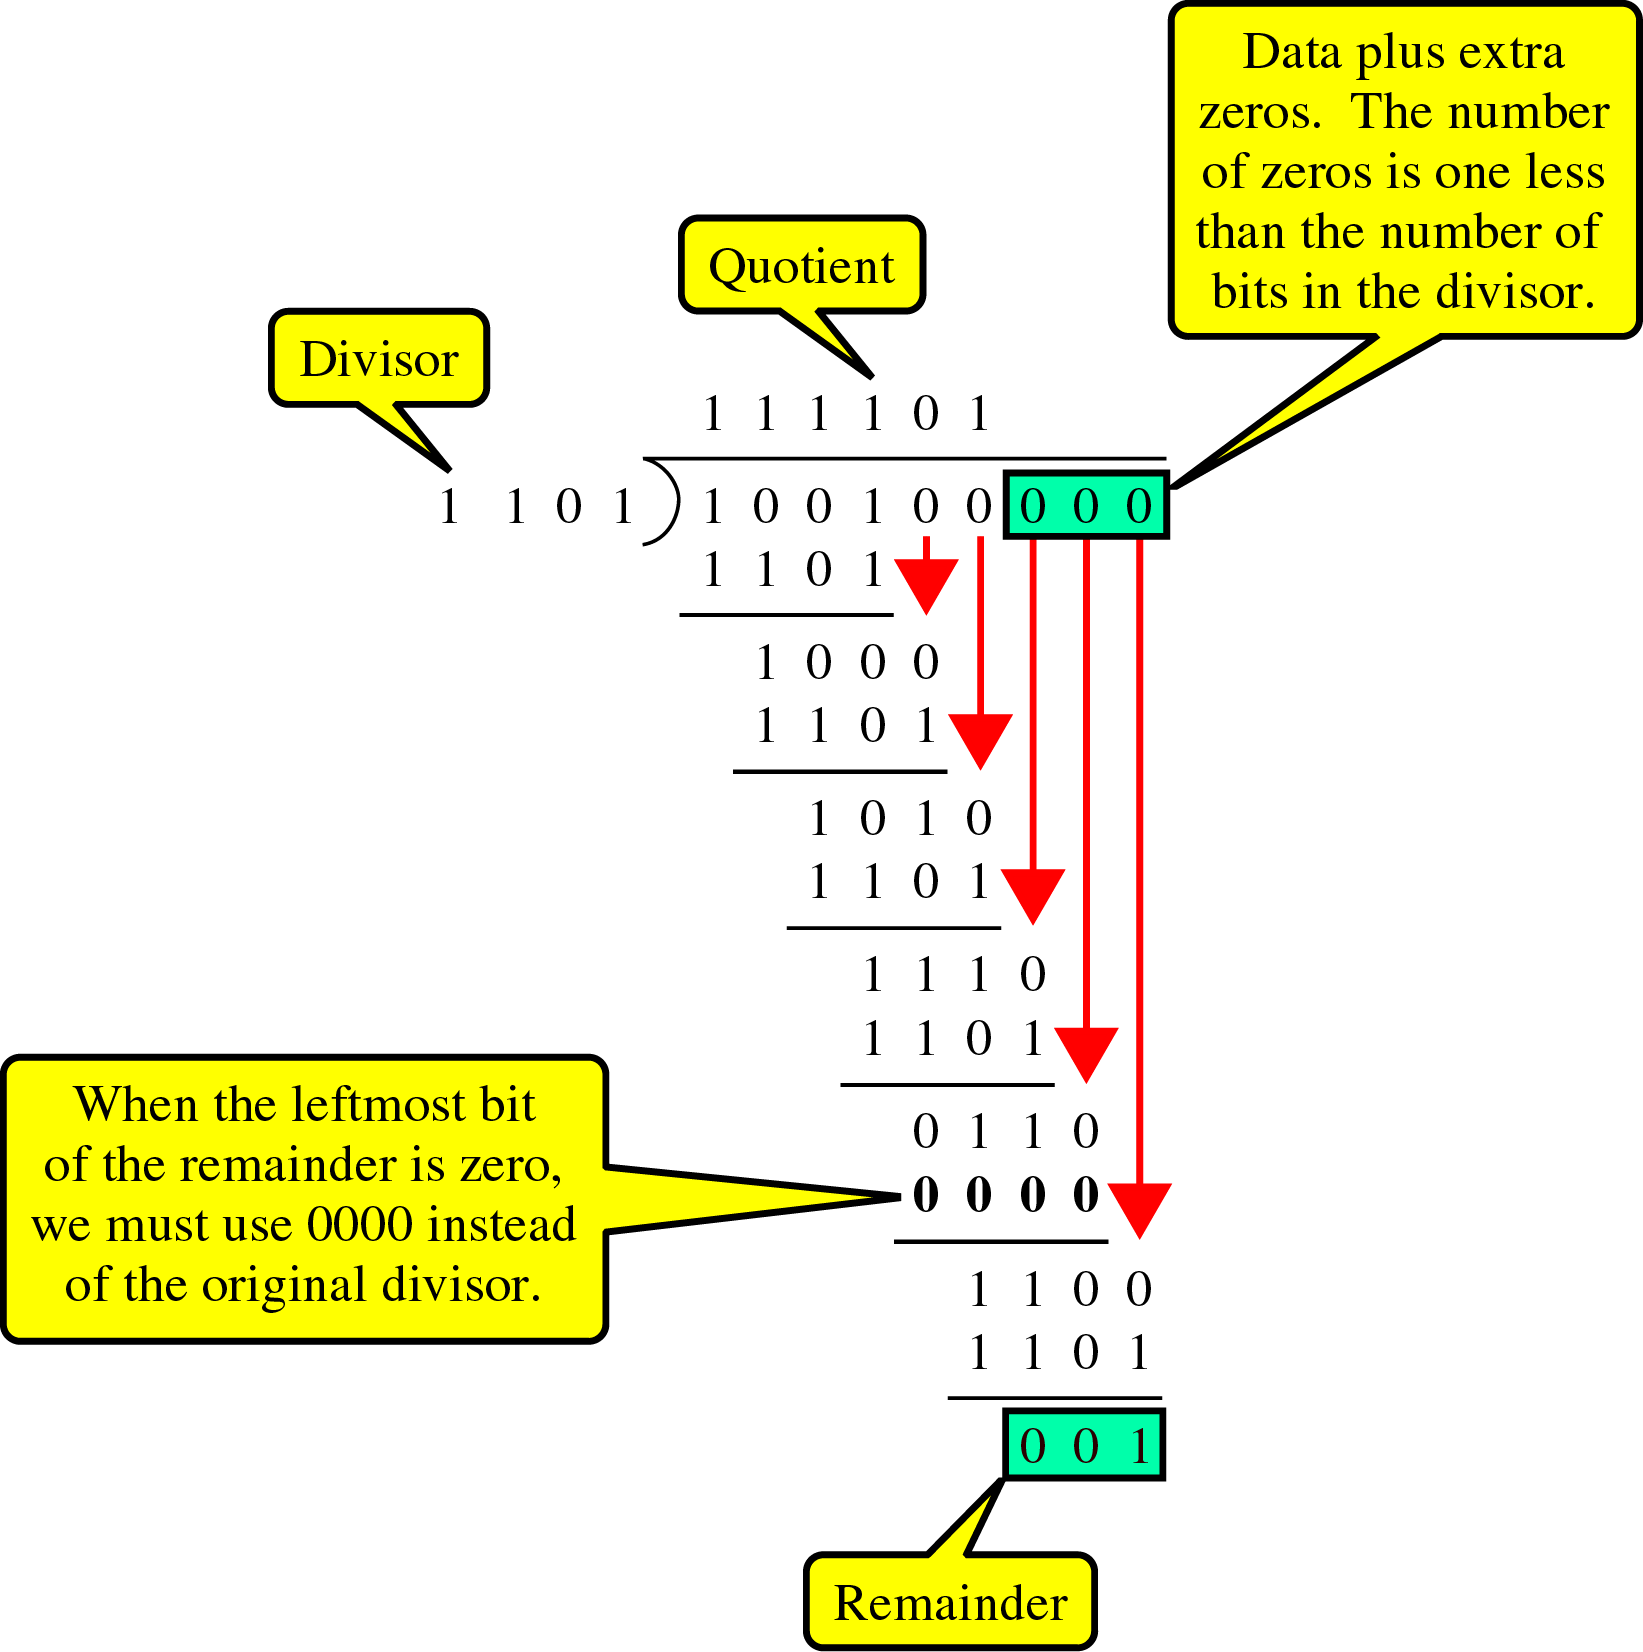 Data plus extra
zeros. The number
of zeros is one less
than the number of
bits in the divisor.
Quotient
Divisor
1 1 1 1 0 1
1 1 0 1 1 0 0 1 0 0 0 0 0
1 1 0 1
1 0 0 0
1 1 0 1
1 0 1 0
1 1 0 1
1 1 1 0
1 1 0 1
When the leftmost bit
of the remainder is zero,
we must use 0000 instead
of the original divisor.
0 1 1 0
0 0 0 0
1 1 0 0
1 1 0 1
0 0 1
Remainder